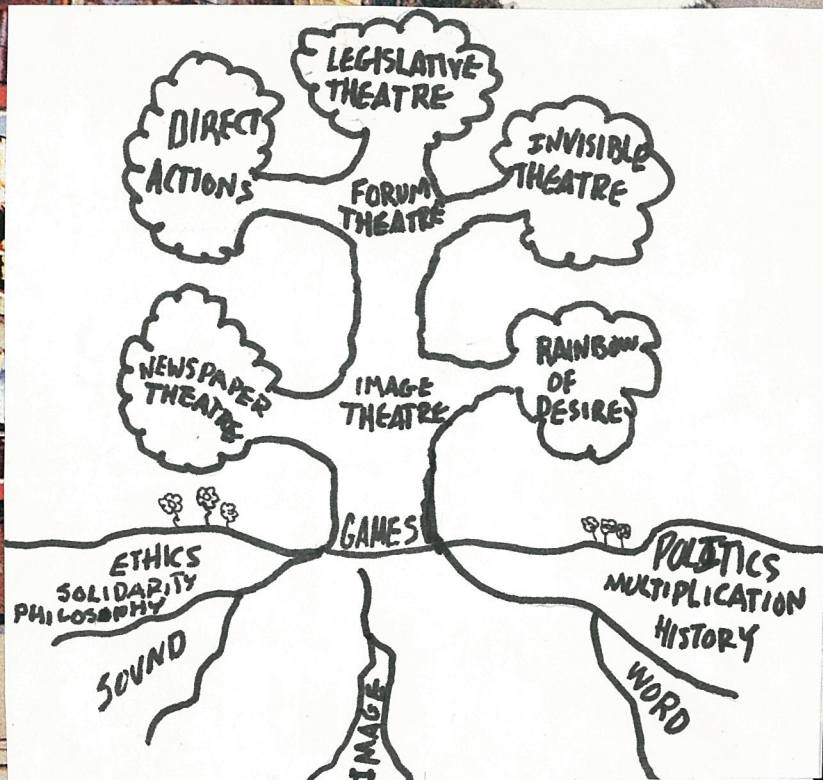 LEGISLATIVE
THEATRE
DIRECT
ACTIONS
INVISIBLE
THEATRE
FORUM
THEATRE
NEWSPAPER
THEATRE
IMAGE
THEATRE
RAINBOW
OF
DESIRE
GAMES
ETHICS
SOLIDARITY
PHILOSOPHY
POLITICS
MULTIPLICATION
HISTORY
SOUND
IMAGE
WORD